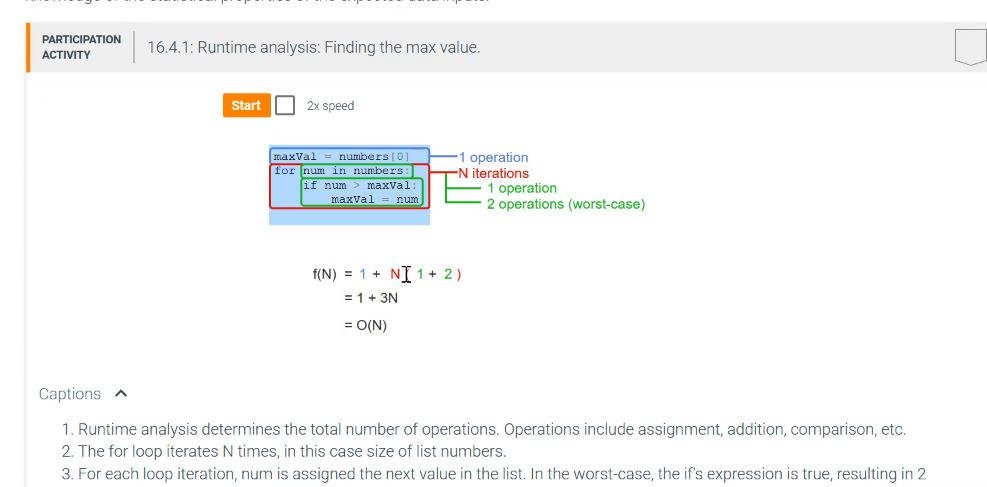 PARTICIPATION
ACTIVITY
16.4.1: Runtime analysis: Finding the max value.
Start
2x speed
maxVal = numbers[0]
for num in numbers:
if num > maxVal:
maxVal = num
1 operation
N iterations
1 operation
2 operations (worst-case)
f(N) = 1 + N( 1 + 2 )
= 1 + 3N
= O(N)
Captions
1. Runtime analysis determines the total number of operations. Operations include assignment, addition, comparison, etc.
2. The for loop iterates N times, in this case size of list numbers.
3. For each loop iteration, num is assigned the next value in the list. In the worst-case, the if's expression is true, resulting in 2